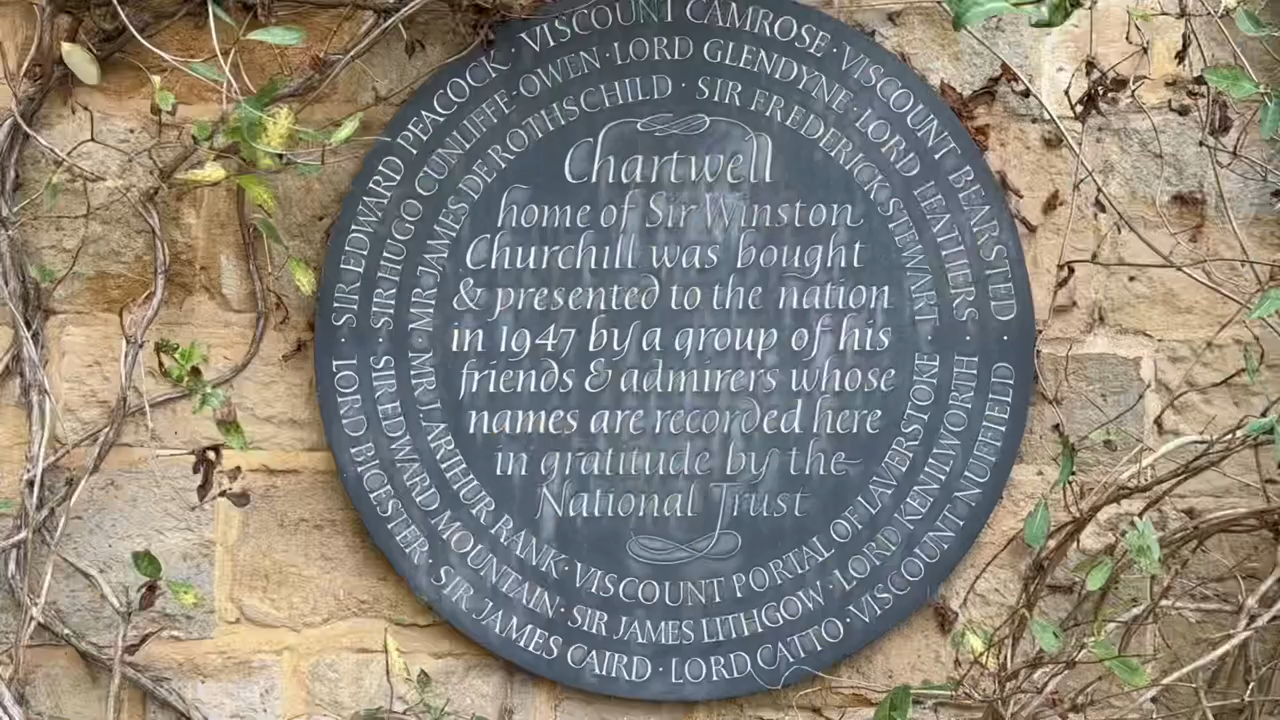 · SIR EDWARD PEACOCK · VISCOUNT CAMROSE · VISCOUNT BEARSTED ·
LORD BICESTER · SIR JAMES CAIRD · LORD CATTO · VISCOUNT NUFFIELD
· SIR HUGO CUNLIFFE-OWEN · LORD GLENDYNE · LORD LEATHERS ·
SIR EDWARD MOUNTAIN · SIR JAMES LITHGOW · LORD KENILWORTH
· MR JAMES DE ROTHSCHILD · SIR FREDERICK STEWART ·
MR J. ARTHUR RANK · VISCOUNT PORTAL OF LAVERSTOKE
Chartwell
home of Sir Winston
Churchill was bought
& presented to the nation
in 1947 by a group of his
friends & admirers whose
names are recorded here
in gratitude by the
National Trust